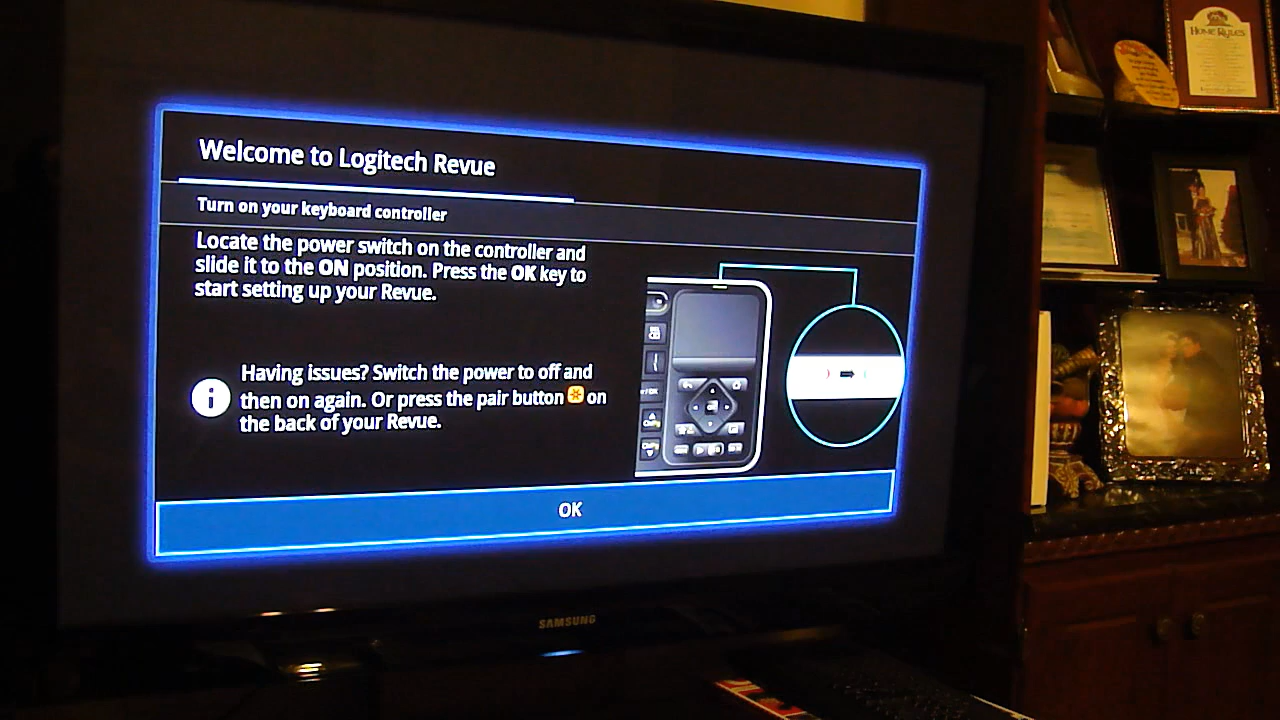 Welcome to Logitech Revue
Turn on your keyboard controller
Locate the power switch on the controller and
slide it to the ON position. Press the OK key to
start setting up your Revue.
Having issues? Switch the power to off and
then on again. Or press the pair button on
the back of your Revue.
OK
SAMSUNG
HOME RULES